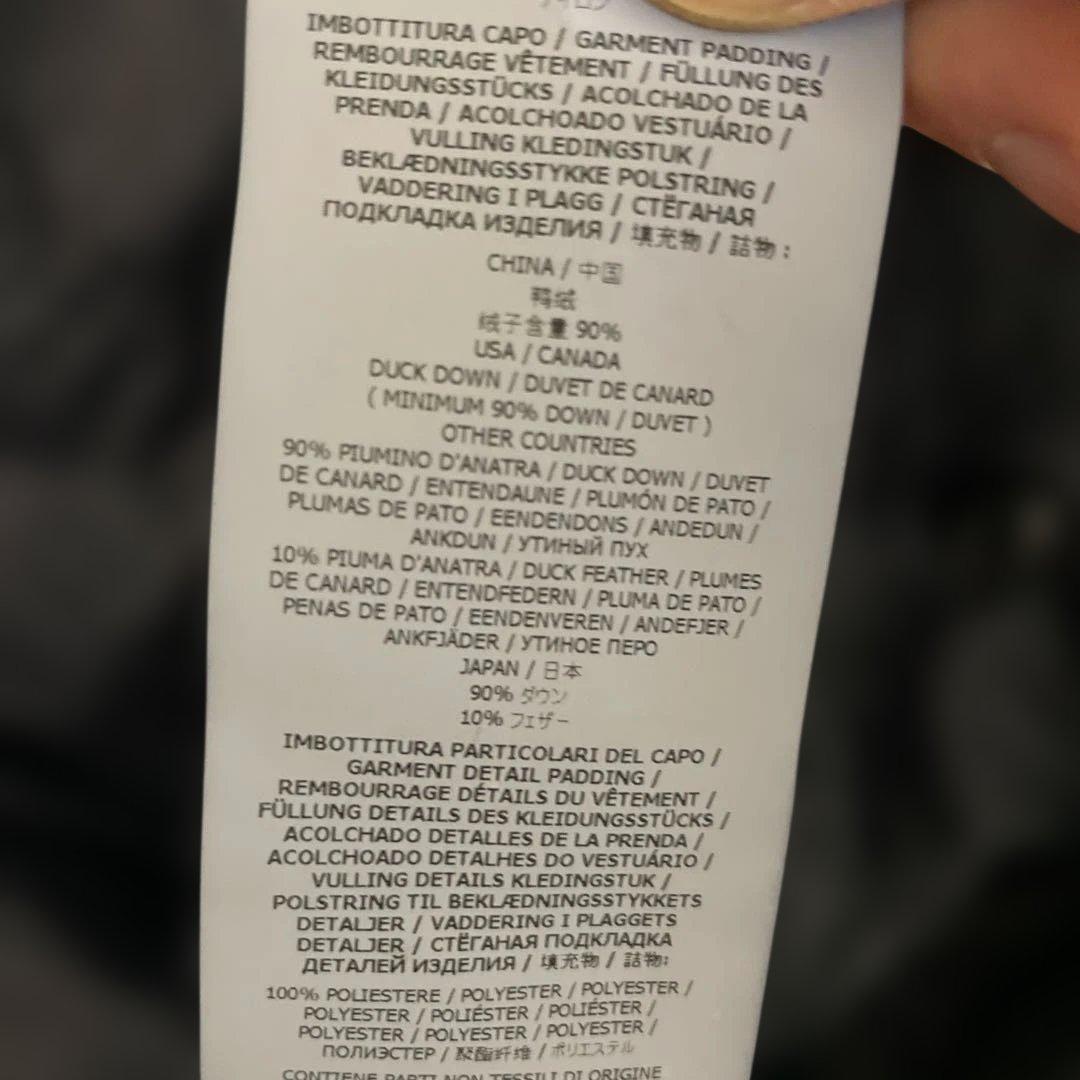 IMBOTTITURA CAPO / GARMENT PADDING /
REMBOURRAGE VÊTEMENT / FÜLLUNG DES
KLEIDUNGSSTÜCKS / ACOLCHADO DE LA
PRENDA / ACOLCHOADO VESTUÁRIO /
VULLING KLEDINGSTUK /
BEKLÆDNINGSSTYKKE POLSTRING /
VADDERING I PLAGG / СТЁГАНАЯ
ПОДКЛАДКА ИЗДЕЛИЯ / 填充物 / 詰物 :
CHINA / 中国
鸭绒
绒子含量 90%
USA / CANADA
DUCK DOWN / DUVET DE CANARD
( MINIMUM 90% DOWN / DUVET )
OTHER COUNTRIES
90% PIUMINO D'ANATRA / DUCK DOWN / DUVET
DE CANARD / ENTENDAUNE / PLUMÓN DE PATO /
PLUMAS DE PATO / EENDENDONS / ANDEDUN /
ANKDUN / УТИНЫЙ ПУХ
10% PIUMA D'ANATRA / DUCK FEATHER / PLUMES
DE CANARD / ENTENDFEDERN / PLUMA DE PATO /
PENAS DE PATO / EENDENVEREN / ANDEFJER /
ANKFJÄDER / УТИНОЕ ПЕРО
JAPAN / 日本
90% ダウン
10% フェザー
IMBOTTITURA PARTICOLARI DEL CAPO /
GARMENT DETAIL PADDING /
REMBOURRAGE DÉTAILS DU VÊTEMENT /
FÜLLUNG DETAILS DES KLEIDUNGSSTÜCKS /
ACOLCHADO DETALLES DE LA PRENDA /
ACOLCHOADO DETALHES DO VESTUÁRIO /
VULLING DETAILS KLEDINGSTUK /
POLSTRING TIL BEKLÆDNINGSSTYKKETS
DETALJER / VADDERING I PLAGGETS
DETALJER / СТЁГАНАЯ ПОДКЛАДКА
ДЕТАЛЕЙ ИЗДЕЛИЯ / 填充物 / 詰物:
100% POLIESTERE / POLYESTER / POLYESTER /
POLYESTER / POLIÉSTER / POLIÉSTER /
POLYESTER / POLYESTER / POLYESTER /
ПОЛИЭСТЕР / 聚酯纤维 / ポリエステル
CONTIENE PARTI NON TESSILI DI ORIGINE